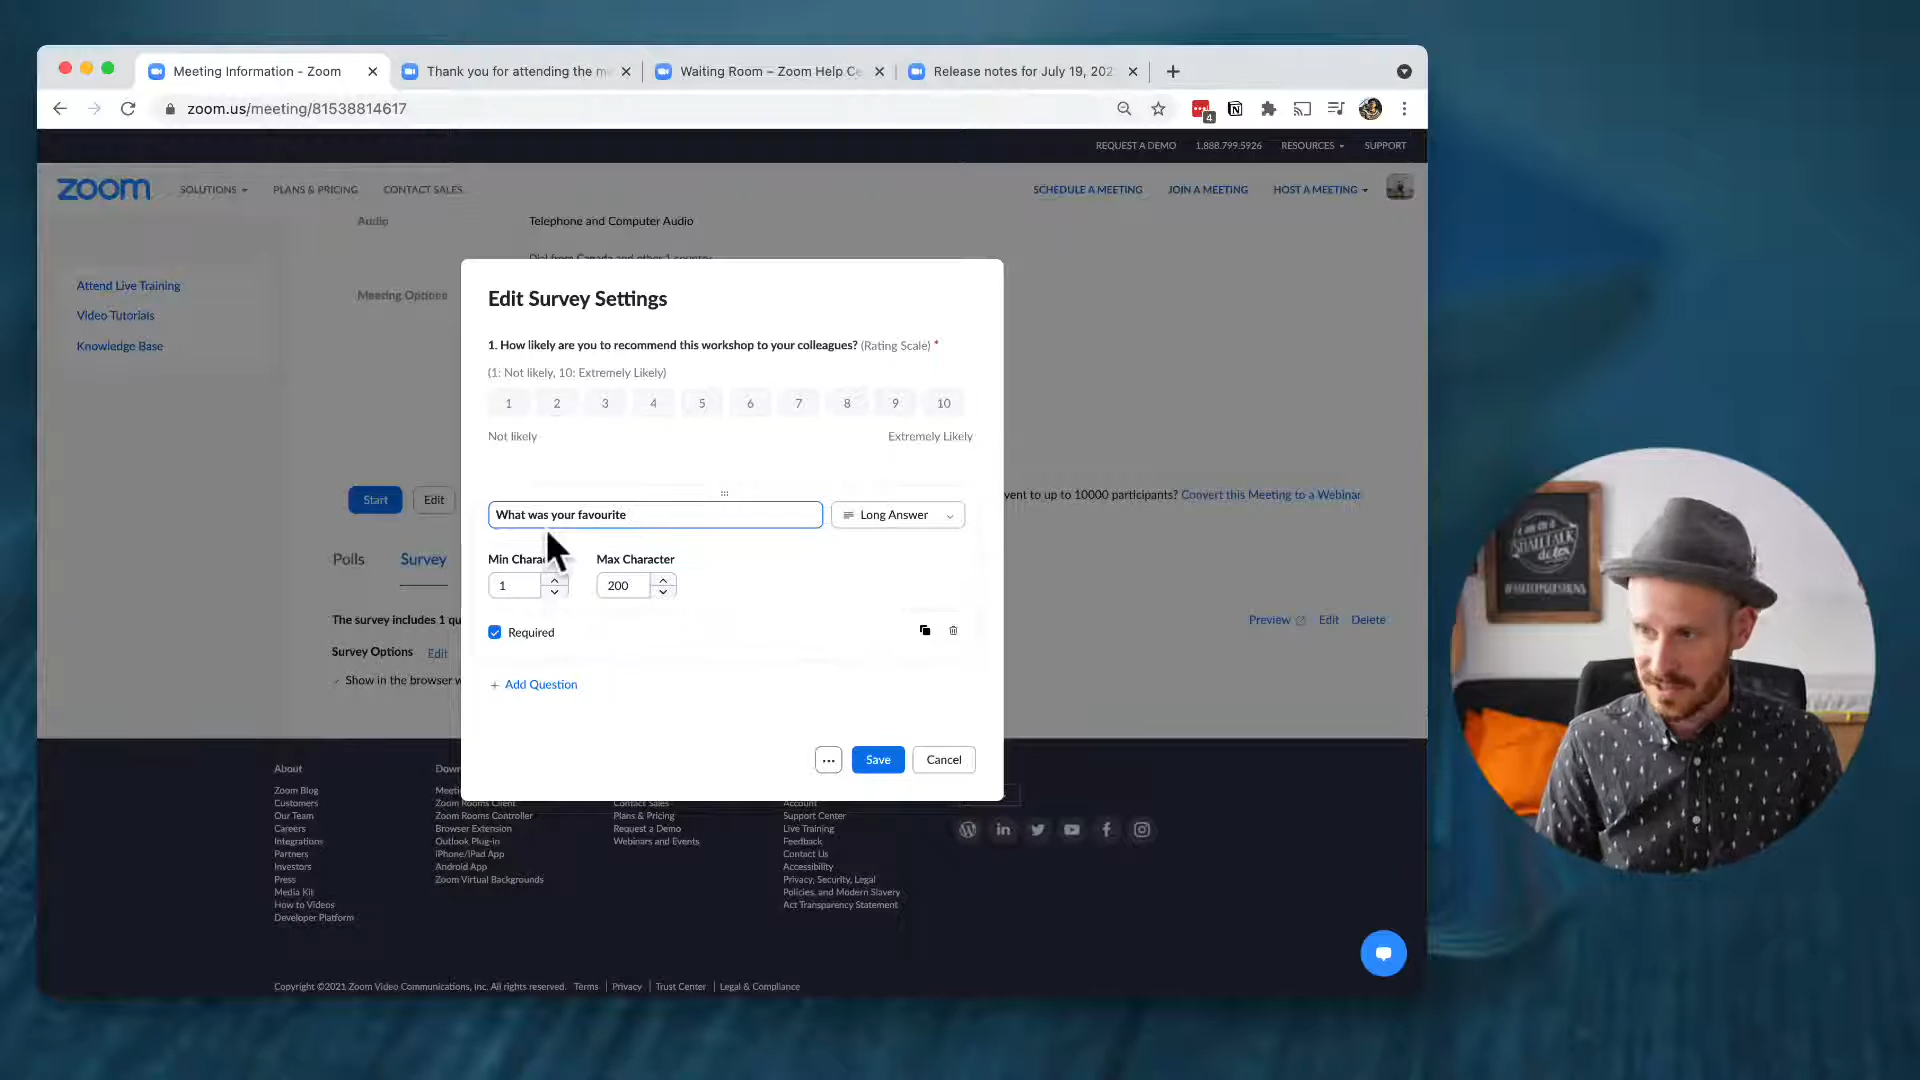 Meeting Information - Zoom
Thank you for attending the me
Waiting Room – Zoom Help Ce
Release notes for July 19, 202
zoom.us/meeting/81538814617
4
REQUEST A DEMO 1.888.799.5926 RESOURCES SUPPORT
zoom SOLUTIONS PLANS & PRICING CONTACT SALES SCHEDULE A MEETING JOIN A MEETING HOST A MEETING
Audio Telephone and Computer Audio
Dial from Canada and other 1 country
Attend Live Training
Video Tutorials
Knowledge Base
Meeting Options
Edit Survey Settings
1. How likely are you to recommend this workshop to your colleagues? (Rating Scale) *
(1: Not likely, 10: Extremely Likely)
1 2 3 4 5 6 7 8 9 10
Not likely Extremely Likely
Start Edit
vent to up to 10000 participants? Convert this Meeting to a Webinar
What was your favourite
Long Answer
Min Charac Max Character
1 200
Required
+ Add Question
... Save Cancel
Polls Survey
The survey includes 1 qu
Preview Edit Delete
Survey Options Edit
Show in the browser w
About
Zoom Blog
Customers
Our Team
Careers
Integrations
Partners
Investors
Press
Media Kit
How to Videos
Developer Platform
Down
Meeti
Zoom Rooms Client
Zoom Rooms Controller
Browser Extension
Outlook Plug-in
iPhone/iPad App
Android App
Zoom Virtual Backgrounds
Contact Sales
Plans & Pricing
Request a Demo
Webinars and Events
Account
Support Center
Live Training
Feedback
Contact Us
Accessibility
Privacy, Security, Legal
Policies, and Modern Slavery
Act Transparency Statement
Copyright ©2021 Zoom Video Communications, Inc. All rights reserved. Terms | Privacy | Trust Center | Legal & Compliance
SMALLTALK
detox